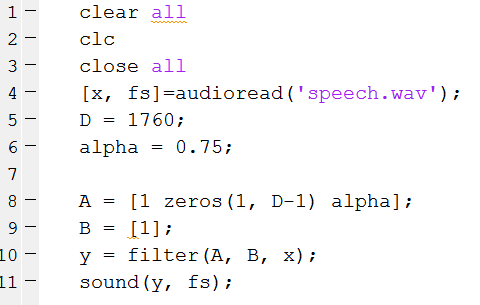 1 - clear all
2 - clc
3 - close all
4 - [x, fs]=audioread('speech.wav');
5 - D = 1760;
6 - alpha = 0.75;
7
8 - A = [1 zeros(1, D-1) alpha];
9 - B = [1];
10 - y = filter(A, B, x);
11 - sound(y, fs);